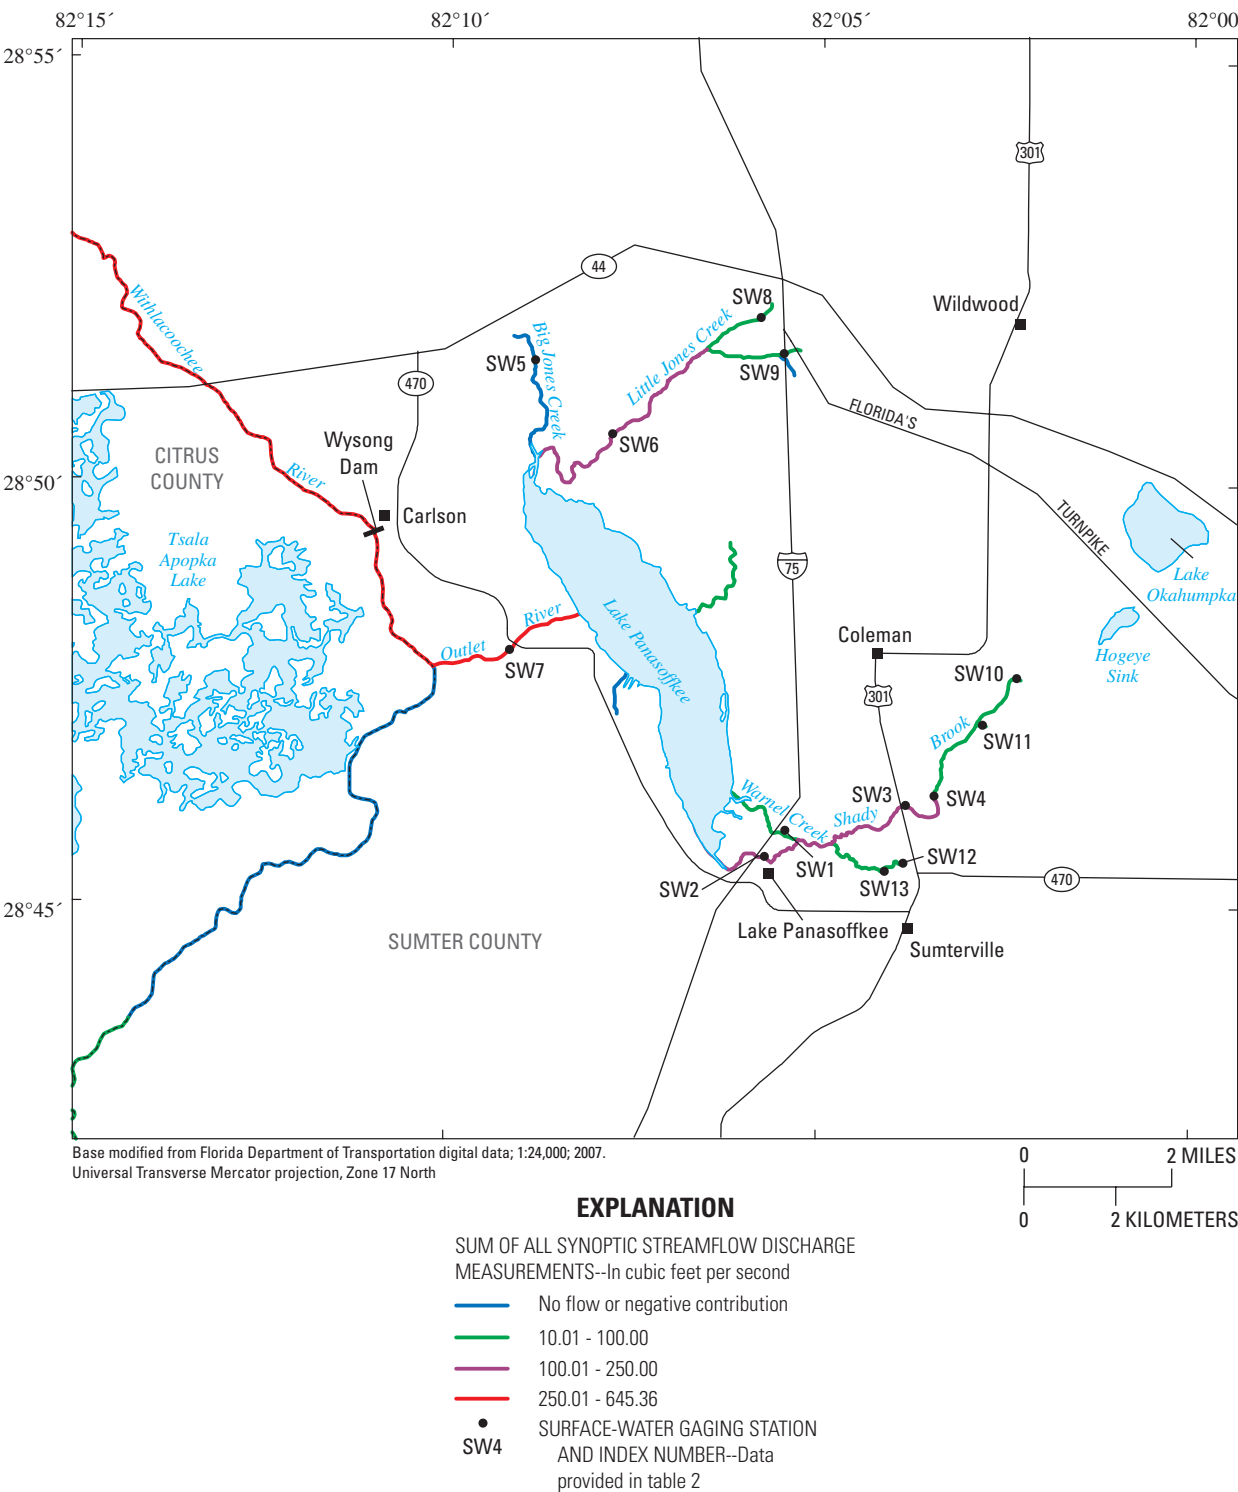 82°15´
82°10´
82°05´
82°00
28°55´
28°50´
28°45´
301
44
Wildwood
SW8
Withlacoochee
River
Big Jones Creek
Little Jones Creek
SW5
SW9
470
FLORIDA'S
TURNPIKE
SW6
Wysong
Dam
CITRUS
COUNTY
Carlson
Tsala
Apopka
Lake
75
Lake
Okahumpka
Lake Panasoffkee
River
Outlet
SW7
Coleman
Hogeye
Sink
SW10
301
Brook
SW11
Warnel Creek
SW3
SW4
Shady
SW12
SW1
SW13
SW2
470
Lake Panasoffkee
SUMTER COUNTY
Sumterville
Base modified from Florida Department of Transportation digital data; 1:24,000; 2007.
Universal Transverse Mercator projection, Zone 17 North
0 2 MILES
0 2 KILOMETERS
EXPLANATION
SUM OF ALL SYNOPTIC STREAMFLOW DISCHARGE
MEASUREMENTS--In cubic feet per second
No flow or negative contribution
10.01 - 100.00
100.01 - 250.00
250.01 - 645.36
SW4
SURFACE-WATER GAGING STATION
AND INDEX NUMBER--Data
provided in table 2